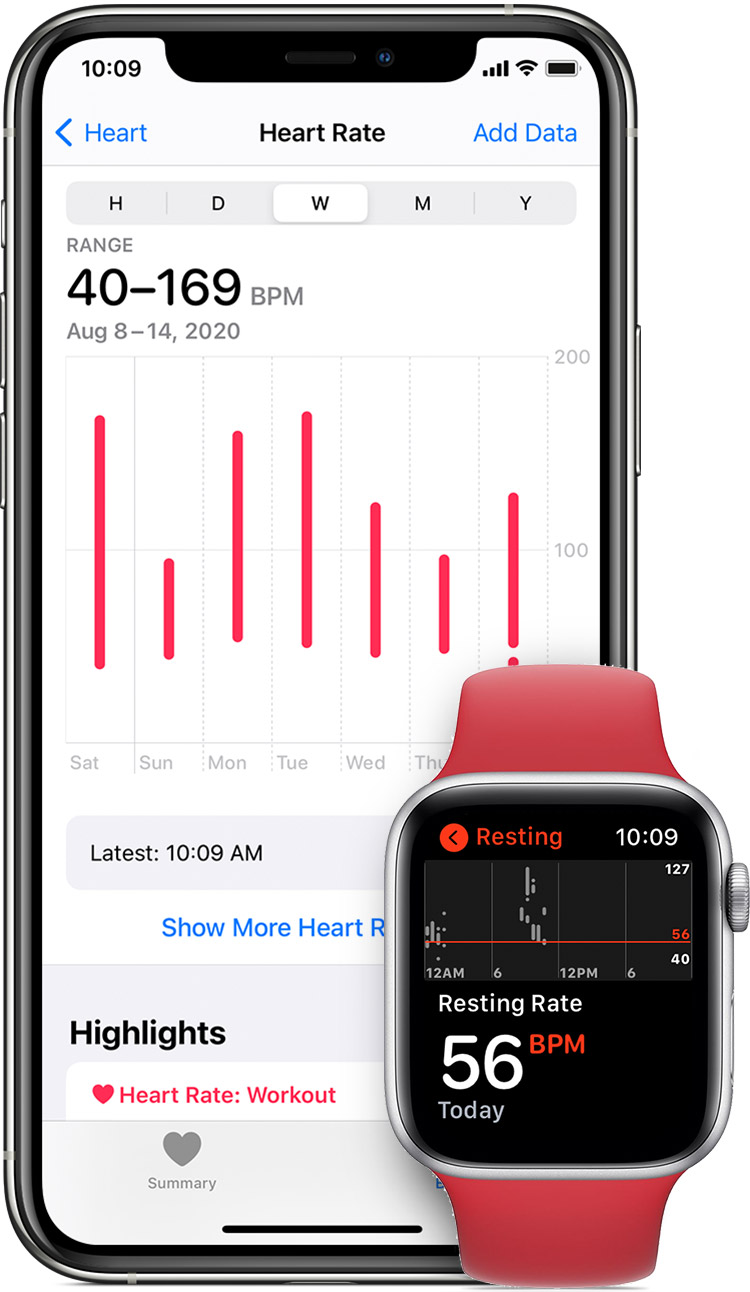 10:09
Heart Heart Rate Add Data
H D W M Y
RANGE
40–169 BPM
Aug 8–14, 2020
200
100
Sat Sun Mon Tue Wed Thu
Latest: 10:09 AM
Show More Heart R
Highlights
Heart Rate: Workout
Summary
Resting 10:09
127
56
40
12AM 6 12PM 6
Resting Rate
56 BPM
Today